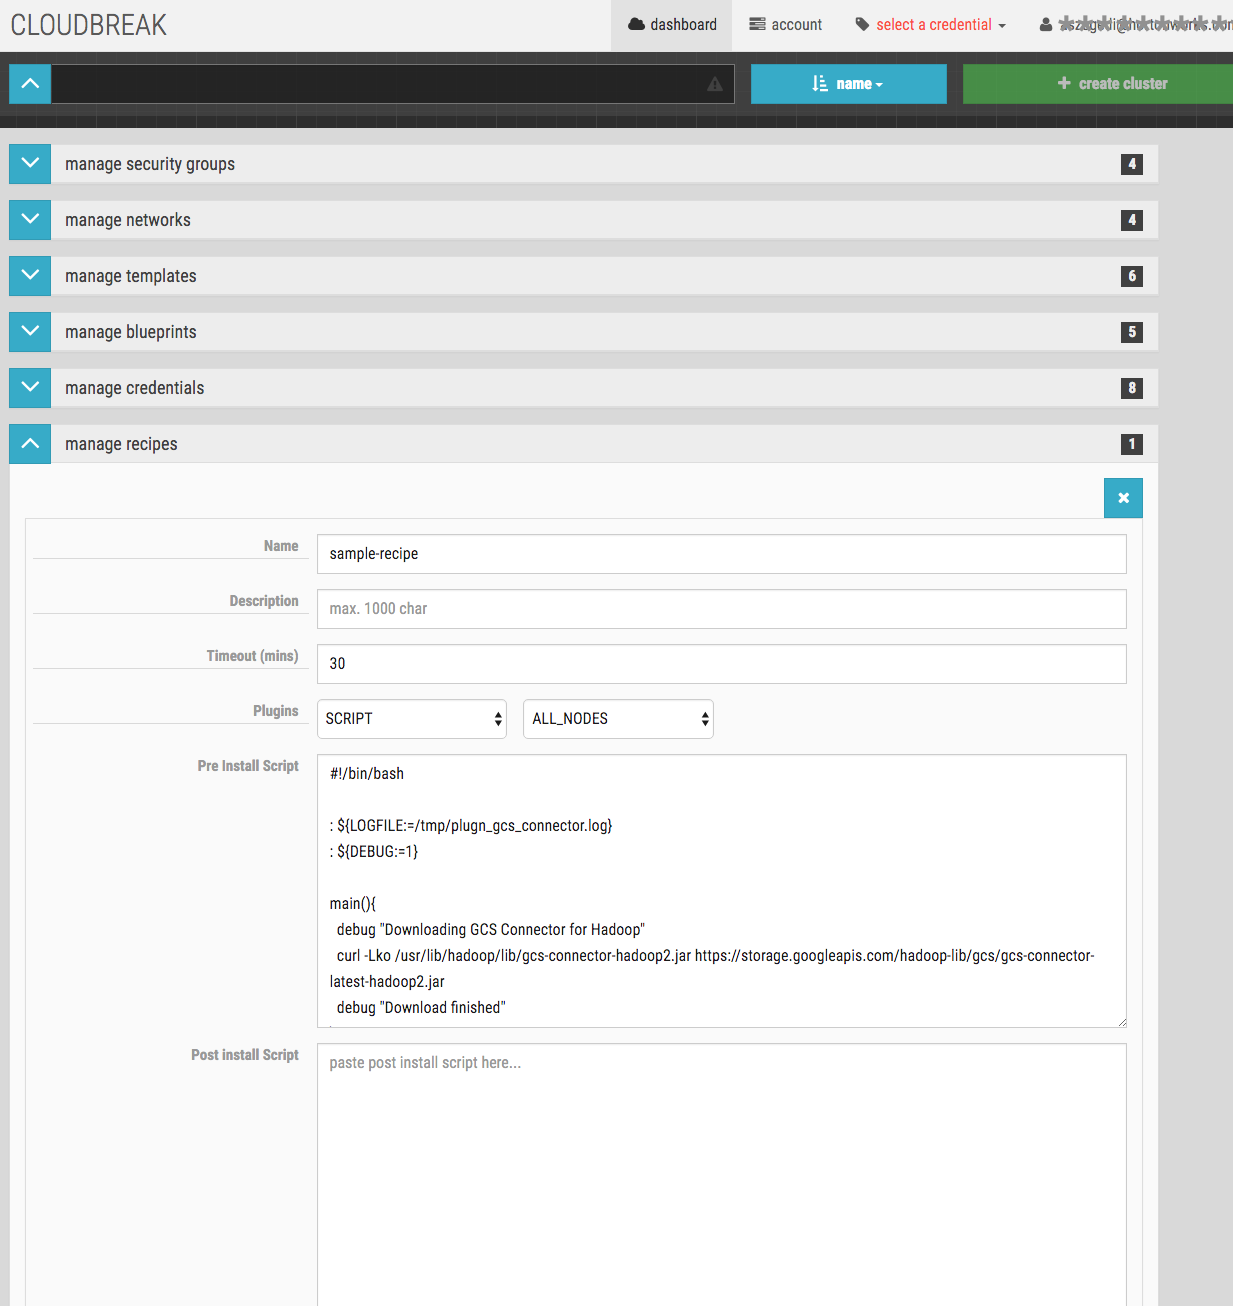 CLOUDBREAK
dashboard
account
select a credential
name
create cluster
manage security groups
4
manage networks
4
manage templates
6
manage blueprints
5
manage credentials
8
manage recipes
1
Name
sample-recipe
Description
max. 1000 char
Timeout (mins)
30
Plugins
SCRIPT
ALL_NODES
Pre Install Script
#!/bin/bash
: ${LOGFILE:=/tmp/plugn_gcs_connector.log}
: ${DEBUG:=1}
main(){
debug "Downloading GCS Connector for Hadoop"
curl -Lko /usr/lib/hadoop/lib/gcs-connector-hadoop2.jar https://storage.googleapis.com/hadoop-lib/gcs/gcs-connector-
latest-hadoop2.jar
debug "Download finished"
Post install Script
paste post install script here...